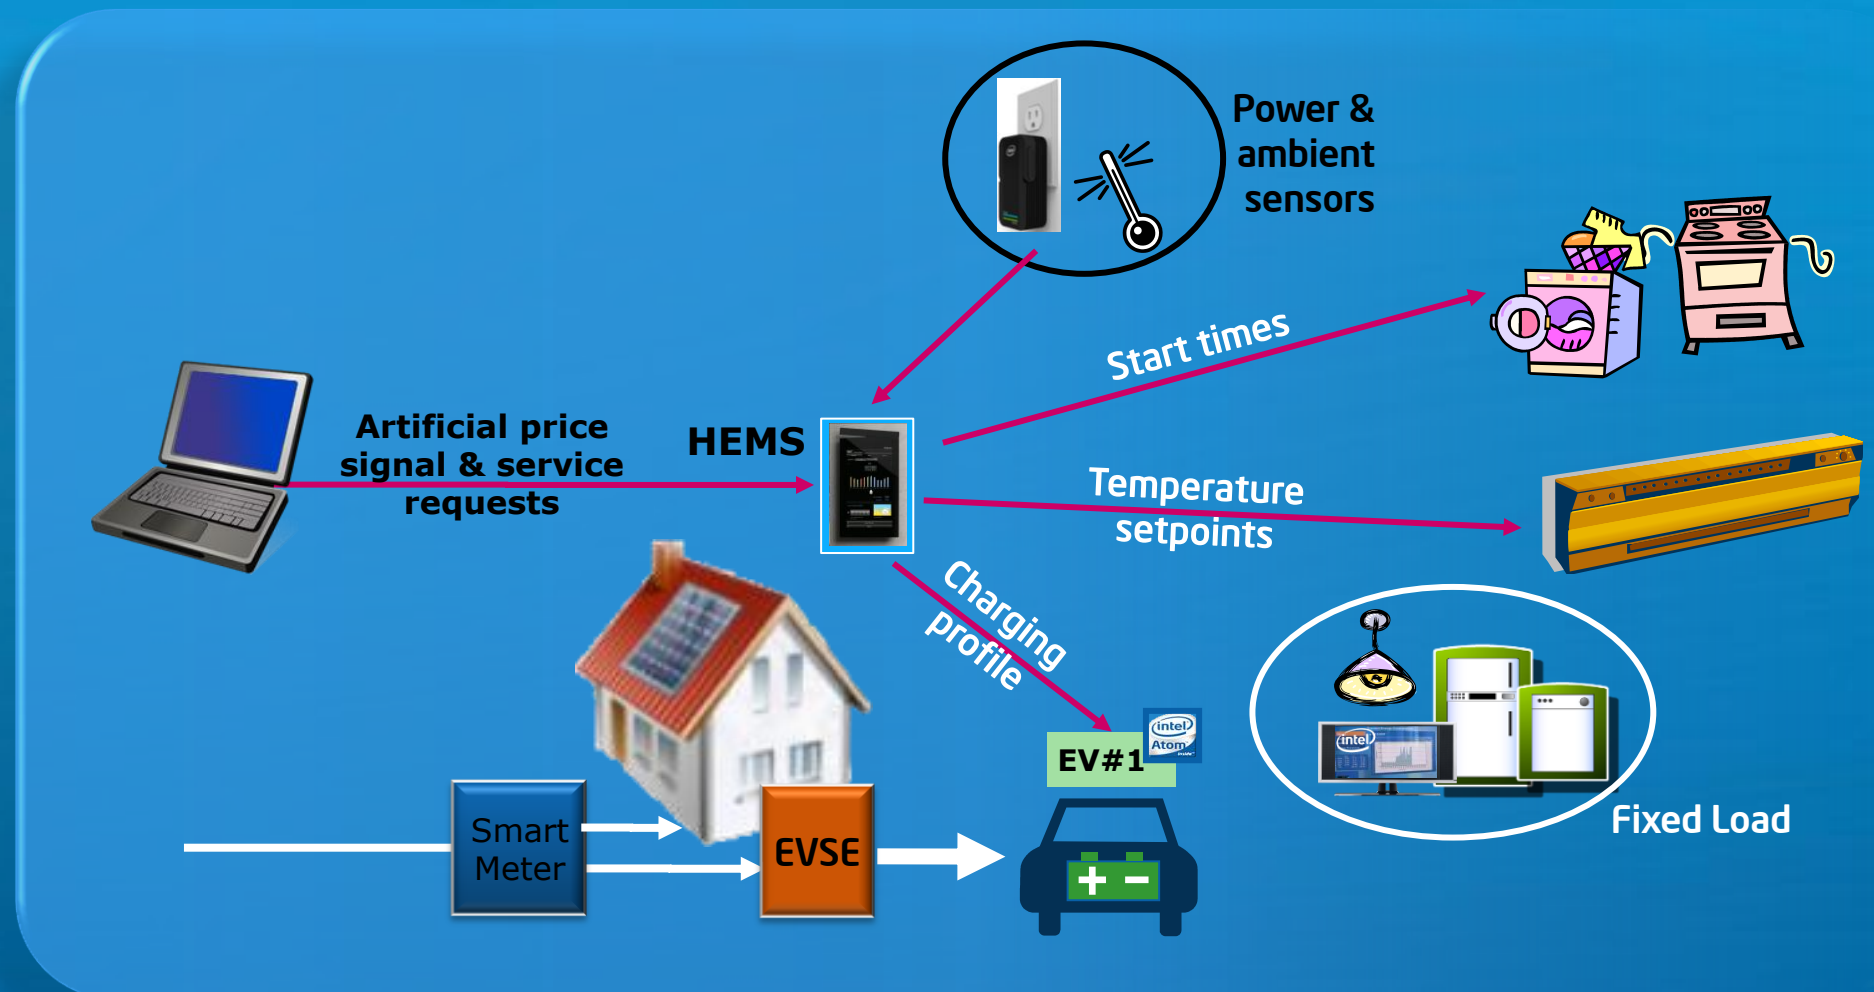 Power &
ambient
sensors
Start times
Artificial price
signal & service
requests
HEMS
Temperature
setpoints
Charging
profile
intel
Atom
inside™
EV#1
intel
Smart
Meter
EVSE
Fixed Load